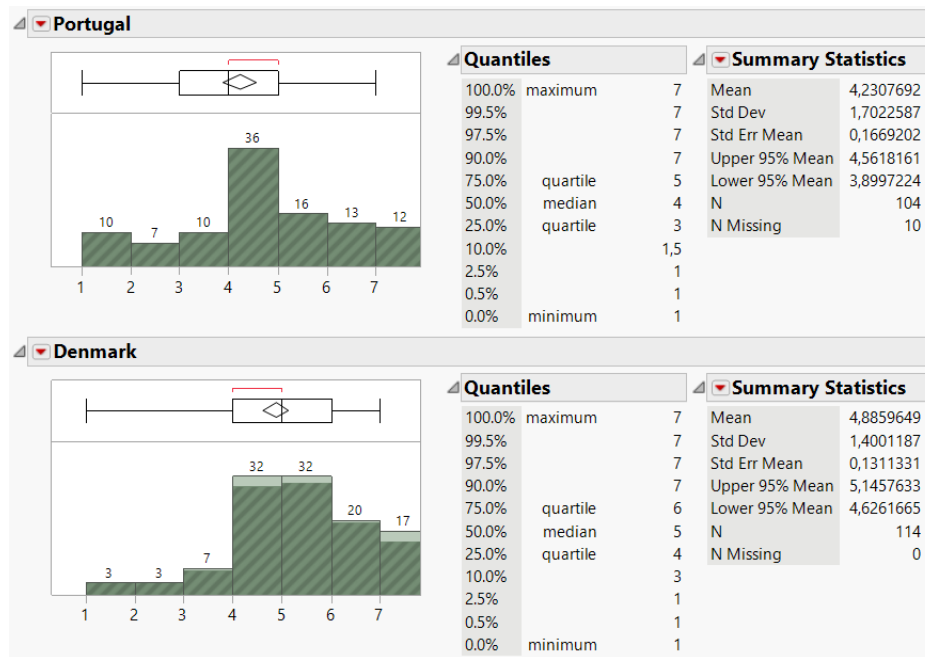 Portugal
36
10
7
10
16
13
12
1 2 3 4 5 6 7
Quantiles
100.0% maximum 7
99.5% 7
97.5% 7
90.0% 7
75.0% quartile 5
50.0% median 4
25.0% quartile 3
10.0% 1,5
2.5% 1
0.5% 1
0.0% minimum 1
Summary Statistics
Mean 4,2307692
Std Dev 1,7022587
Std Err Mean 0,1669202
Upper 95% Mean 4,5618161
Lower 95% Mean 3,8997224
N 104
N Missing 10
Denmark
3
3
7
32
32
20
17
1 2 3 4 5 6 7
Quantiles
100.0% maximum 7
99.5% 7
97.5% 7
90.0% 7
75.0% quartile 6
50.0% median 5
25.0% quartile 4
10.0% 3
2.5% 1
0.5% 1
0.0% minimum 1
Summary Statistics
Mean 4,8859649
Std Dev 1,4001187
Std Err Mean 0,1311331
Upper 95% Mean 5,1457633
Lower 95% Mean 4,6261665
N 114
N Missing 0